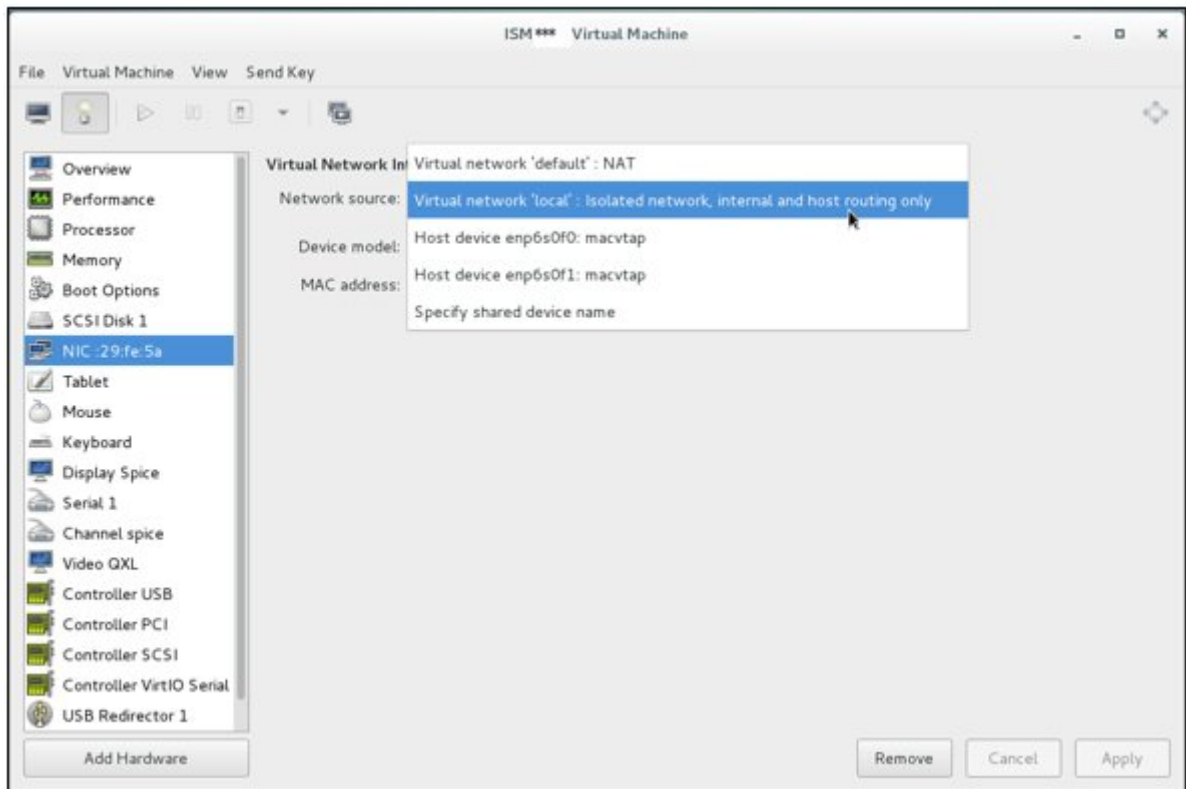 ISM*** Virtual Machine
File Virtual Machine View Send Key
Overview
Performance
Processor
Memory
Boot Options
SCSI Disk 1
NIC :29:fe:5a
Tablet
Mouse
Keyboard
Display Spice
Serial 1
Channel spice
Video QXL
Controller USB
Controller PCI
Controller SCSI
Controller VirtIO Serial
USB Redirector 1
Add Hardware
Virtual Network In
Network source:
Device model:
MAC address:
Virtual network 'default' : NAT
Virtual network 'local' : Isolated network, internal and host routing only
Host device enp6s0f0: macvtap
Host device enp6s0f1: macvtap
Specify shared device name
Remove Cancel Apply